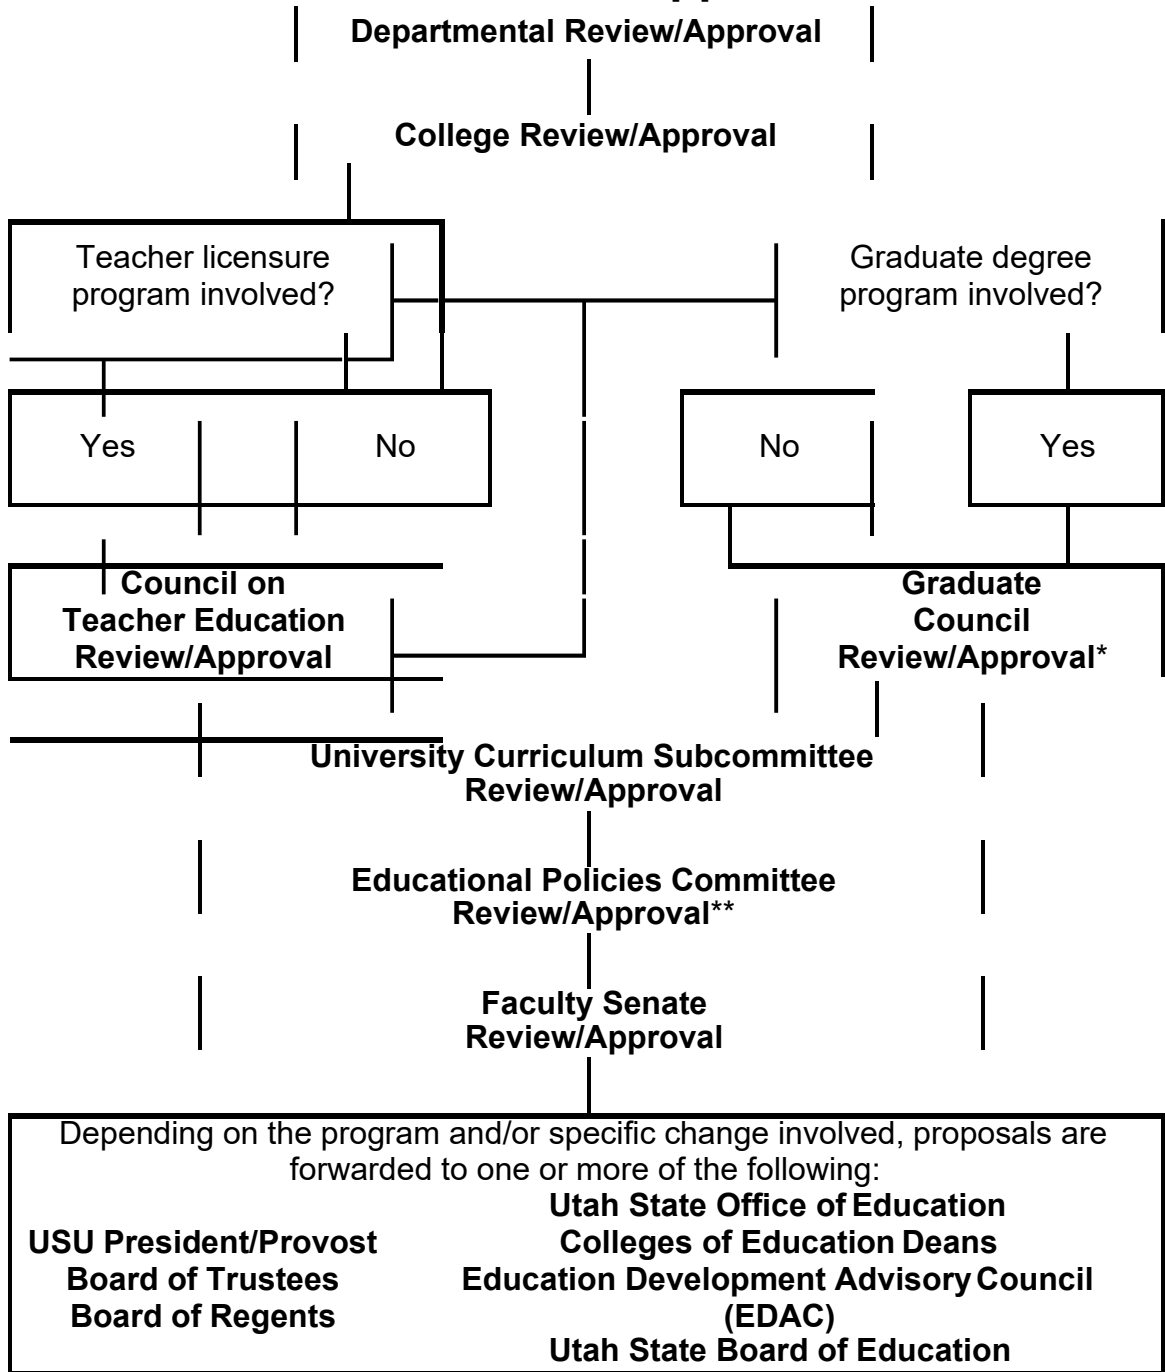 Departmental Review/Approval
College Review/Approval
Teacher licensure
program involved?
Graduate degree
program involved?
Yes
No
No
Yes
Council on
Teacher Education
Review/Approval
Graduate
Council
Review/Approval*
University Curriculum Subcommittee
Review/Approval
Educational Policies Committee
Review/Approval**
Faculty Senate
Review/Approval
Depending on the program and/or specific change involved, proposals are
forwarded to one or more of the following:
USU President/Provost
Board of Trustees
Board of Regents
Utah State Office of Education
Colleges of Education Deans
Education Development Advisory Council
(EDAC)
Utah State Board of Education